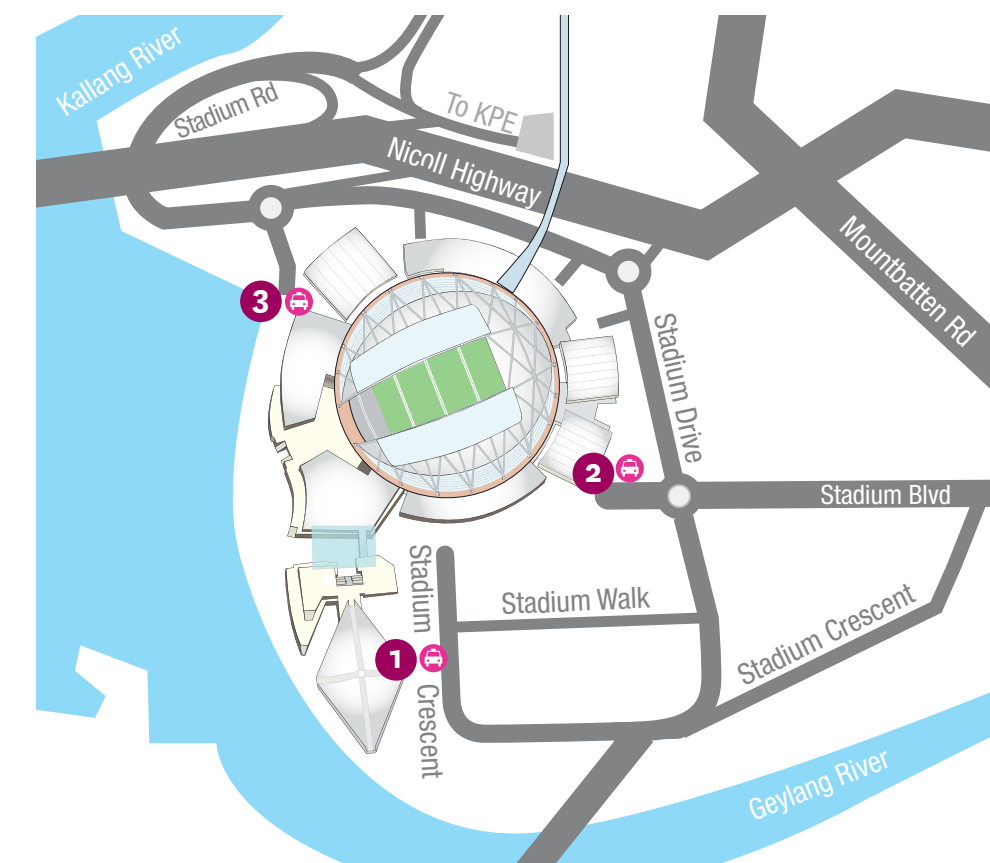 Kallang River
Stadium Rd
To KPE
Nicoll Highway
Mountbatten Rd
3
Stadium Drive
2
Stadium Blvd
Stadium Crescent
Stadium Walk
Stadium Crescent
1
Geylang River